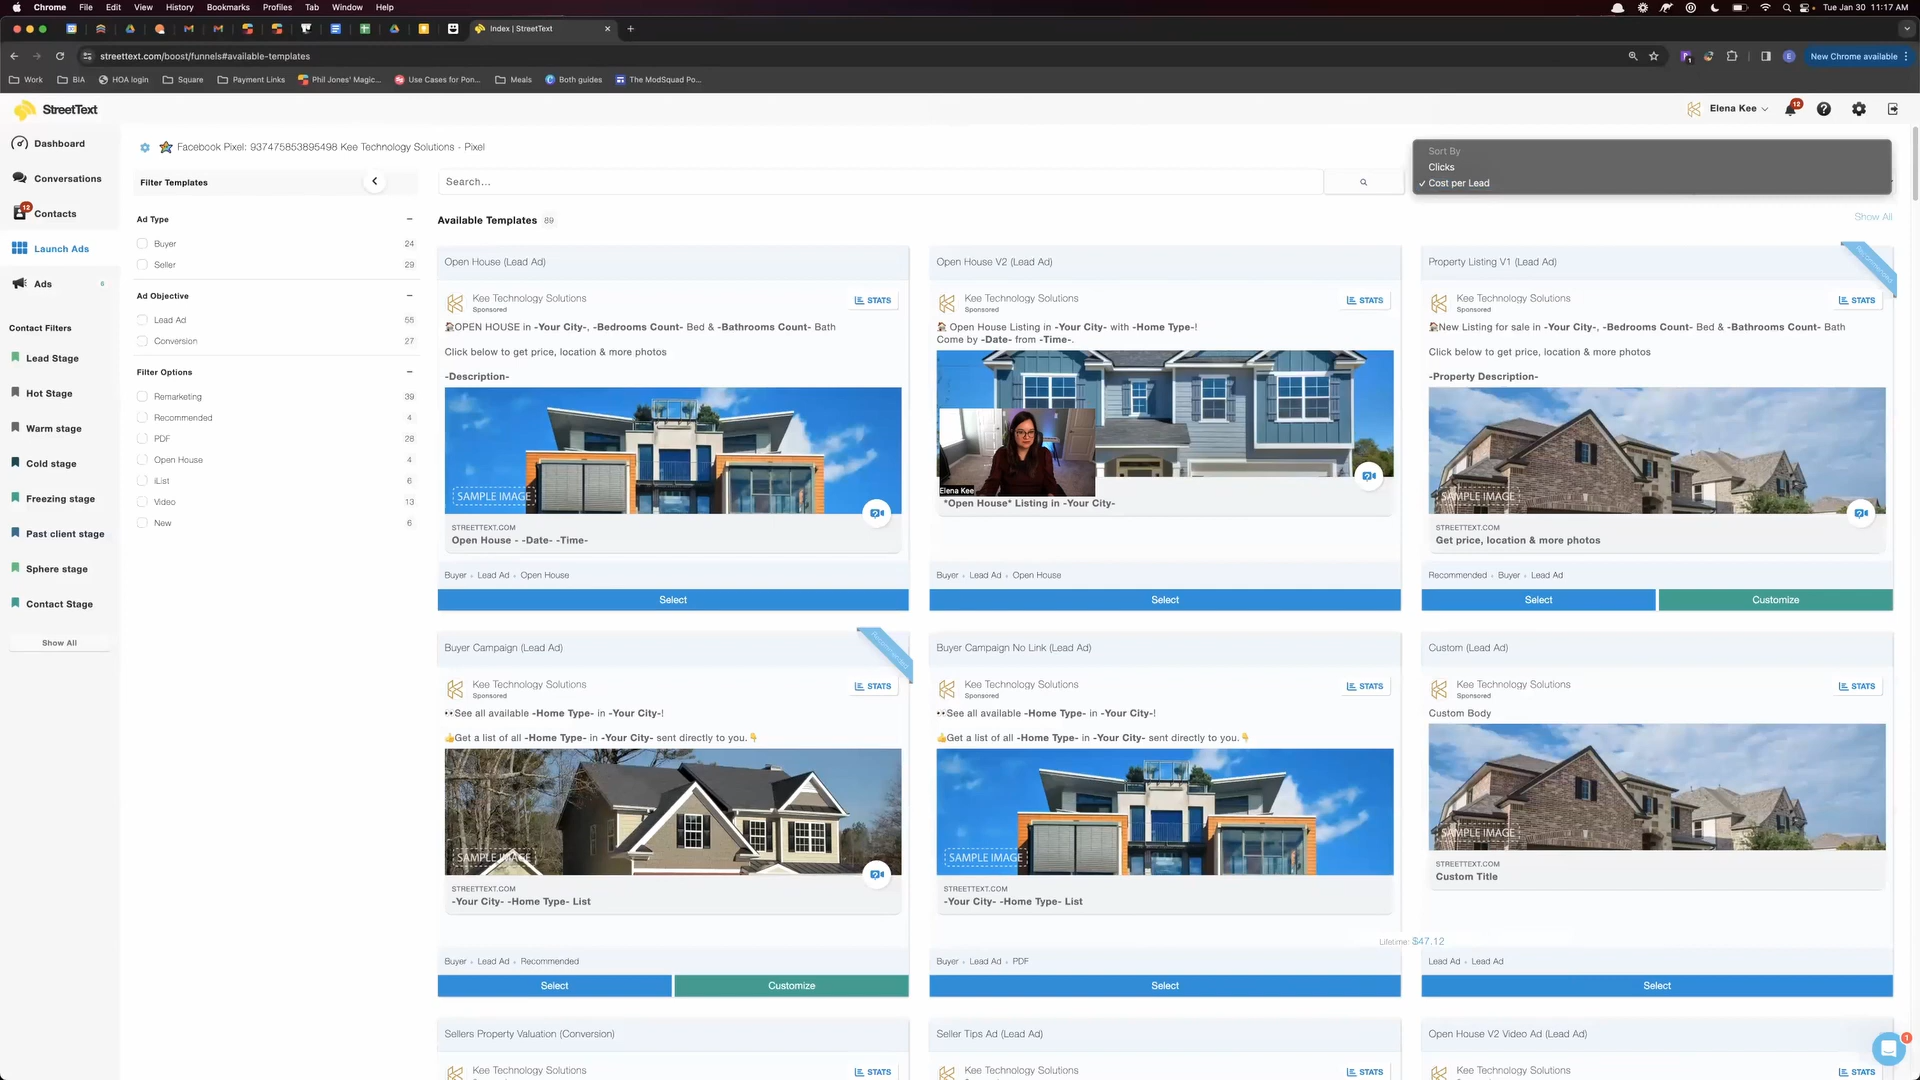 Chrome File Edit View History Bookmarks Profiles Tab Window Help
Tue Jan 30 11:17 AM
Index | StreetText
streettext.com/boost/funnels#available-templates
New Chrome available
Work BIA HOA login Square Payment Links Phil Jones' Magic... Use Cases for Pon... Meals Both guides The ModSquad Po...
StreetText
Elena Kee
12
Dashboard
Conversations
12
Contacts
Launch Ads
Ads 6
Contact Filters
Lead Stage
Hot Stage
Warm stage
Cold stage
Freezing stage
Past client stage
Sphere stage
Contact Stage
Show All
Facebook Pixel: 937475853895498 Kee Technology Solutions - Pixel
Filter Templates
Ad Type
Buyer 24
Seller 29
Ad Objective
Lead Ad 55
Conversion 27
Filter Options
Remarketing 39
Recommended 4
PDF 28
Open House 4
iList 6
Video 13
New 6
Search...
Sort By
Clicks
✓ Cost per Lead
Available Templates 89
Show All
Open House (Lead Ad)
Kee Technology Solutions
Sponsored
STATS
🏠OPEN HOUSE in -Your City-, -Bedrooms Count- Bed & -Bathrooms Count- Bath
Click below to get price, location & more photos
-Description-
SAMPLE IMAGE
STREETTEXT.COM
Open House - -Date- -Time-
Buyer • Lead Ad • Open House
Select
Open House V2 (Lead Ad)
Kee Technology Solutions
Sponsored
STATS
🏠 Open House Listing in -Your City- with -Home Type-!
Come by -Date- from -Time-.
Elena Kee
*Open House* Listing in -Your City-
Buyer • Lead Ad • Open House
Select
Property Listing V1 (Lead Ad)
Recommended
Kee Technology Solutions
Sponsored
STATS
🏠New Listing for sale in -Your City-, -Bedrooms Count- Bed & -Bathrooms Count- Bath
Click below to get price, location & more photos
-Property Description-
SAMPLE IMAGE
STREETTEXT.COM
Get price, location & more photos
Recommended • Buyer • Lead Ad
Select Customize
Buyer Campaign (Lead Ad)
Recommended
Kee Technology Solutions
Sponsored
STATS
👀See all available -Home Type- in -Your City-!
👍Get a list of all -Home Type- in -Your City- sent directly to you.👇
SAMPLE IMAGE
STREETTEXT.COM
-Your City- -Home Type- List
Buyer • Lead Ad • Recommended
Select Customize
Buyer Campaign No Link (Lead Ad)
Kee Technology Solutions
Sponsored
STATS
👀See all available -Home Type- in -Your City-!
👍Get a list of all -Home Type- in -Your City- sent directly to you.👇
SAMPLE IMAGE
STREETTEXT.COM
-Your City- -Home Type- List
Buyer • Lead Ad • PDF
Select
Custom (Lead Ad)
Kee Technology Solutions
Sponsored
STATS
Custom Body
SAMPLE IMAGE
STREETTEXT.COM
Custom Title
Lifetime: $47.12
Lead Ad • Lead Ad
Select
Sellers Property Valuation (Conversion)
Kee Technology Solutions
STATS
Seller Tips Ad (Lead Ad)
Kee Technology Solutions
STATS
Open House V2 Video Ad (Lead Ad)
Kee Technology Solutions
STATS
1